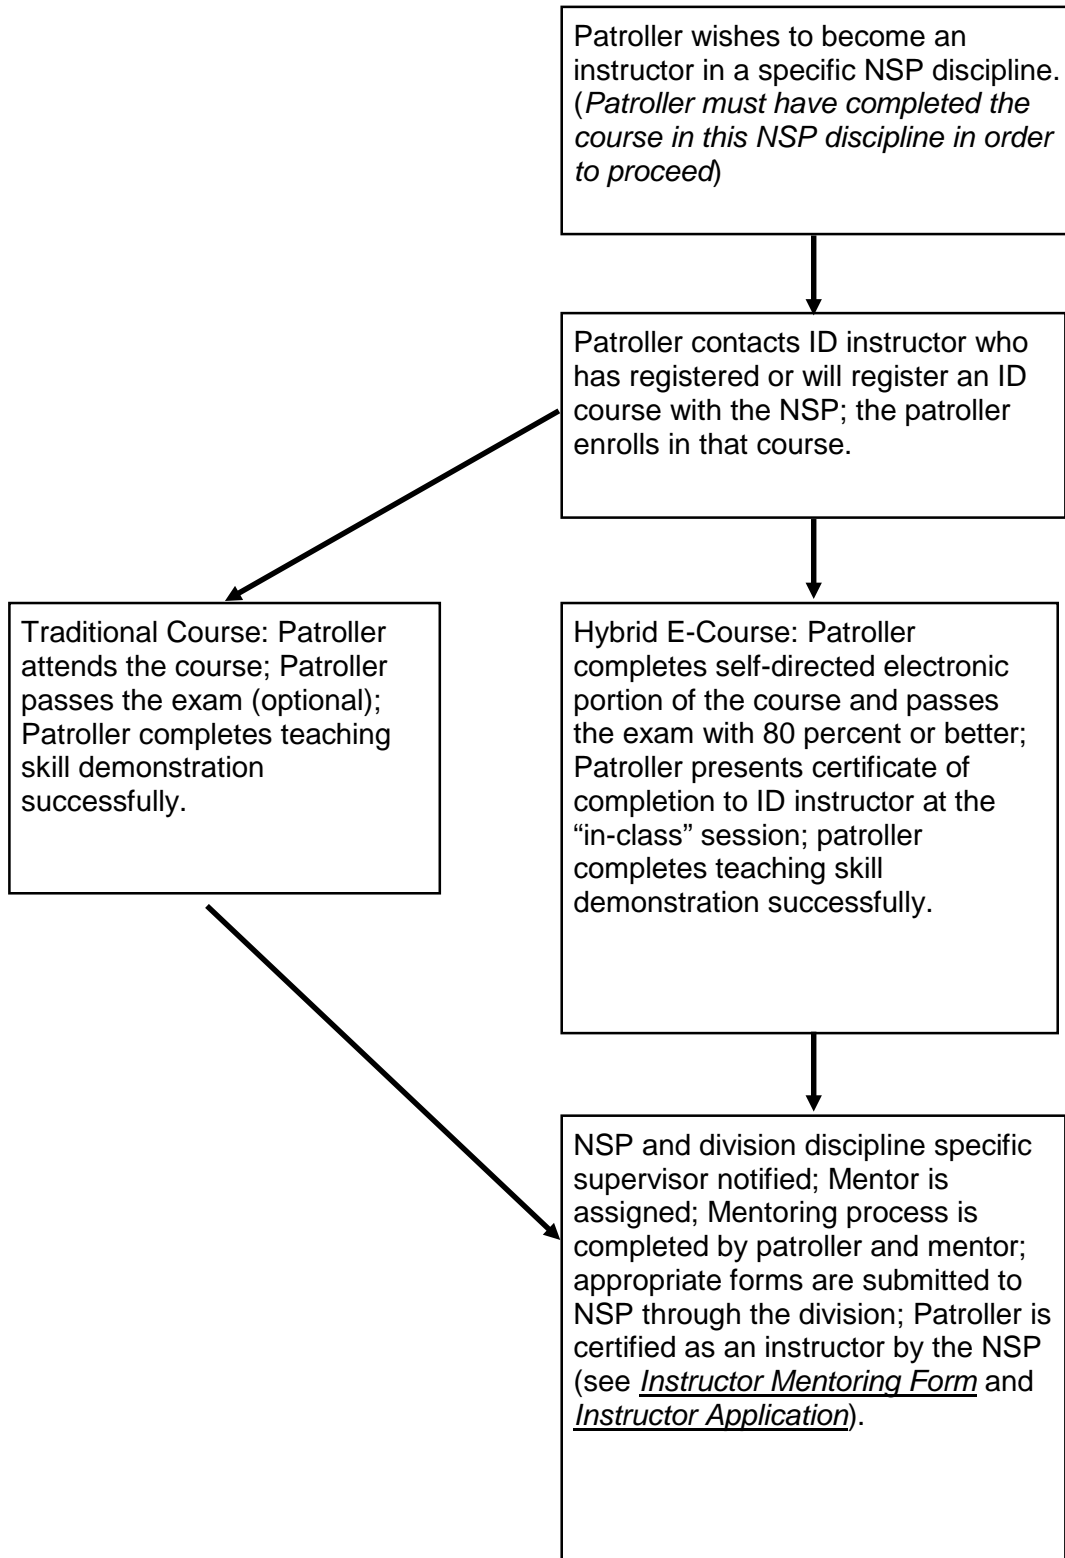 Patroller wishes to become an
instructor in a specific NSP discipline.
(Patroller must have completed the
course in this NSP discipline in order
to proceed)
Patroller contacts ID instructor who
has registered or will register an ID
course with the NSP; the patroller
enrolls in that course.
Traditional Course: Patroller
attends the course; Patroller
passes the exam (optional);
Patroller completes teaching
skill demonstration
successfully.
Hybrid E-Course: Patroller
completes self-directed electronic
portion of the course and passes
the exam with 80 percent or better;
Patroller presents certificate of
completion to ID instructor at the
“in-class” session; patroller
completes teaching skill
demonstration successfully.
NSP and division discipline specific
supervisor notified; Mentor is
assigned; Mentoring process is
completed by patroller and mentor;
appropriate forms are submitted to
NSP through the division; Patroller is
certified as an instructor by the NSP
(see Instructor Mentoring Form and
Instructor Application).